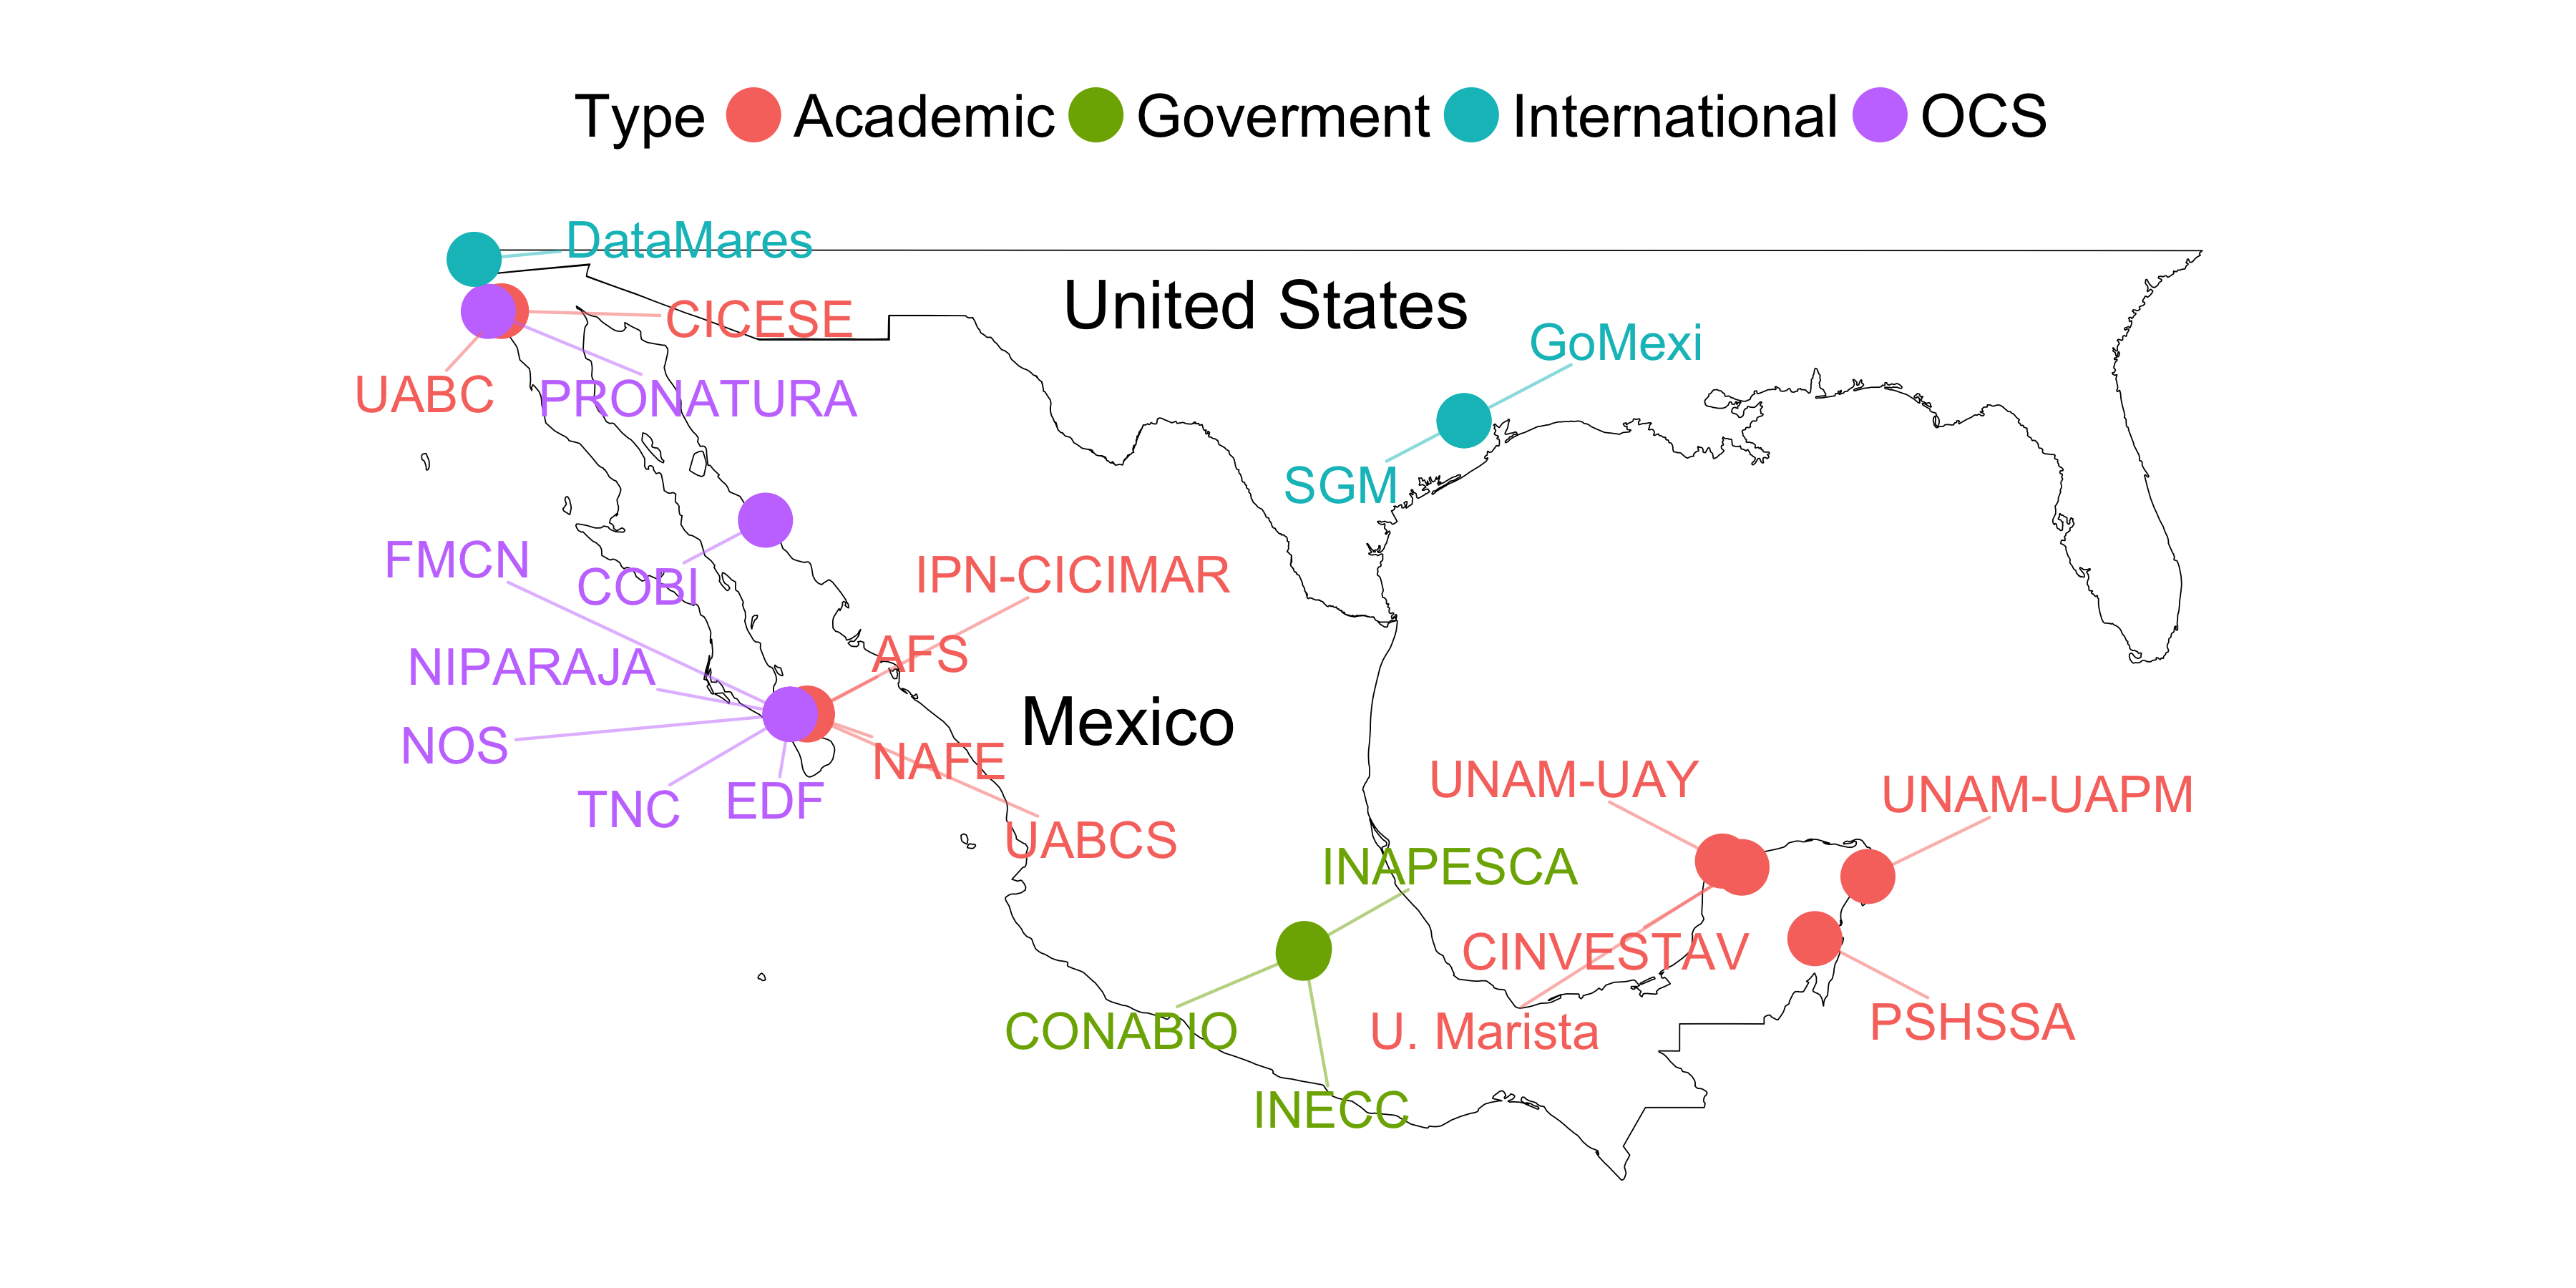 Type Academic Goverment International OCS
DataMares
United States
CICESE
GoMexi
UABC
PRONATURA
SGM
FMCN
COBI
IPN-CICIMAR
AFS
NIPARAJA
Mexico
NOS
NAFE
UNAM-UAY
UNAM-UAPM
TNC
EDF
UABCS
INAPESCA
CINVESTAV
CONABIO
U. Marista
PSHSSA
INECC